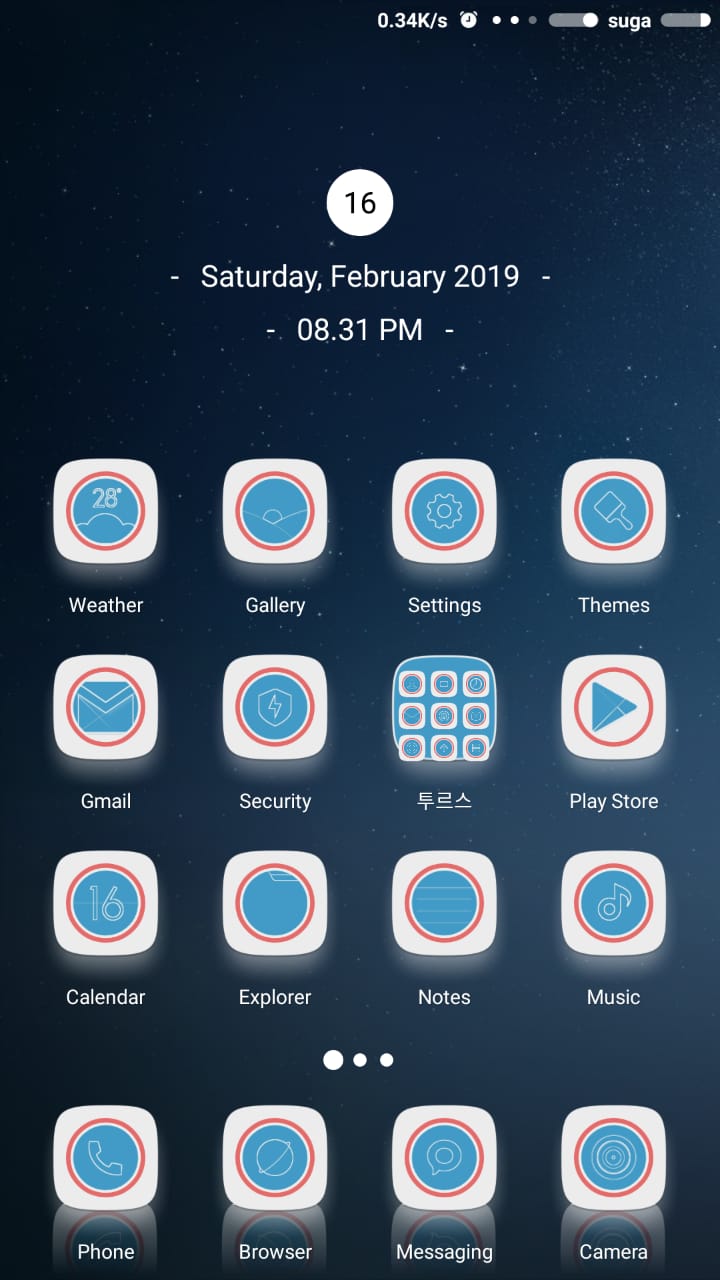 0.34K/s suga
16
- Saturday, February 2019 -
- 08.31 PM -
28°
Weather Gallery Settings Themes
Gmail Security 투르스 Play Store
16
Calendar Explorer Notes Music
Phone Browser Messaging Camera